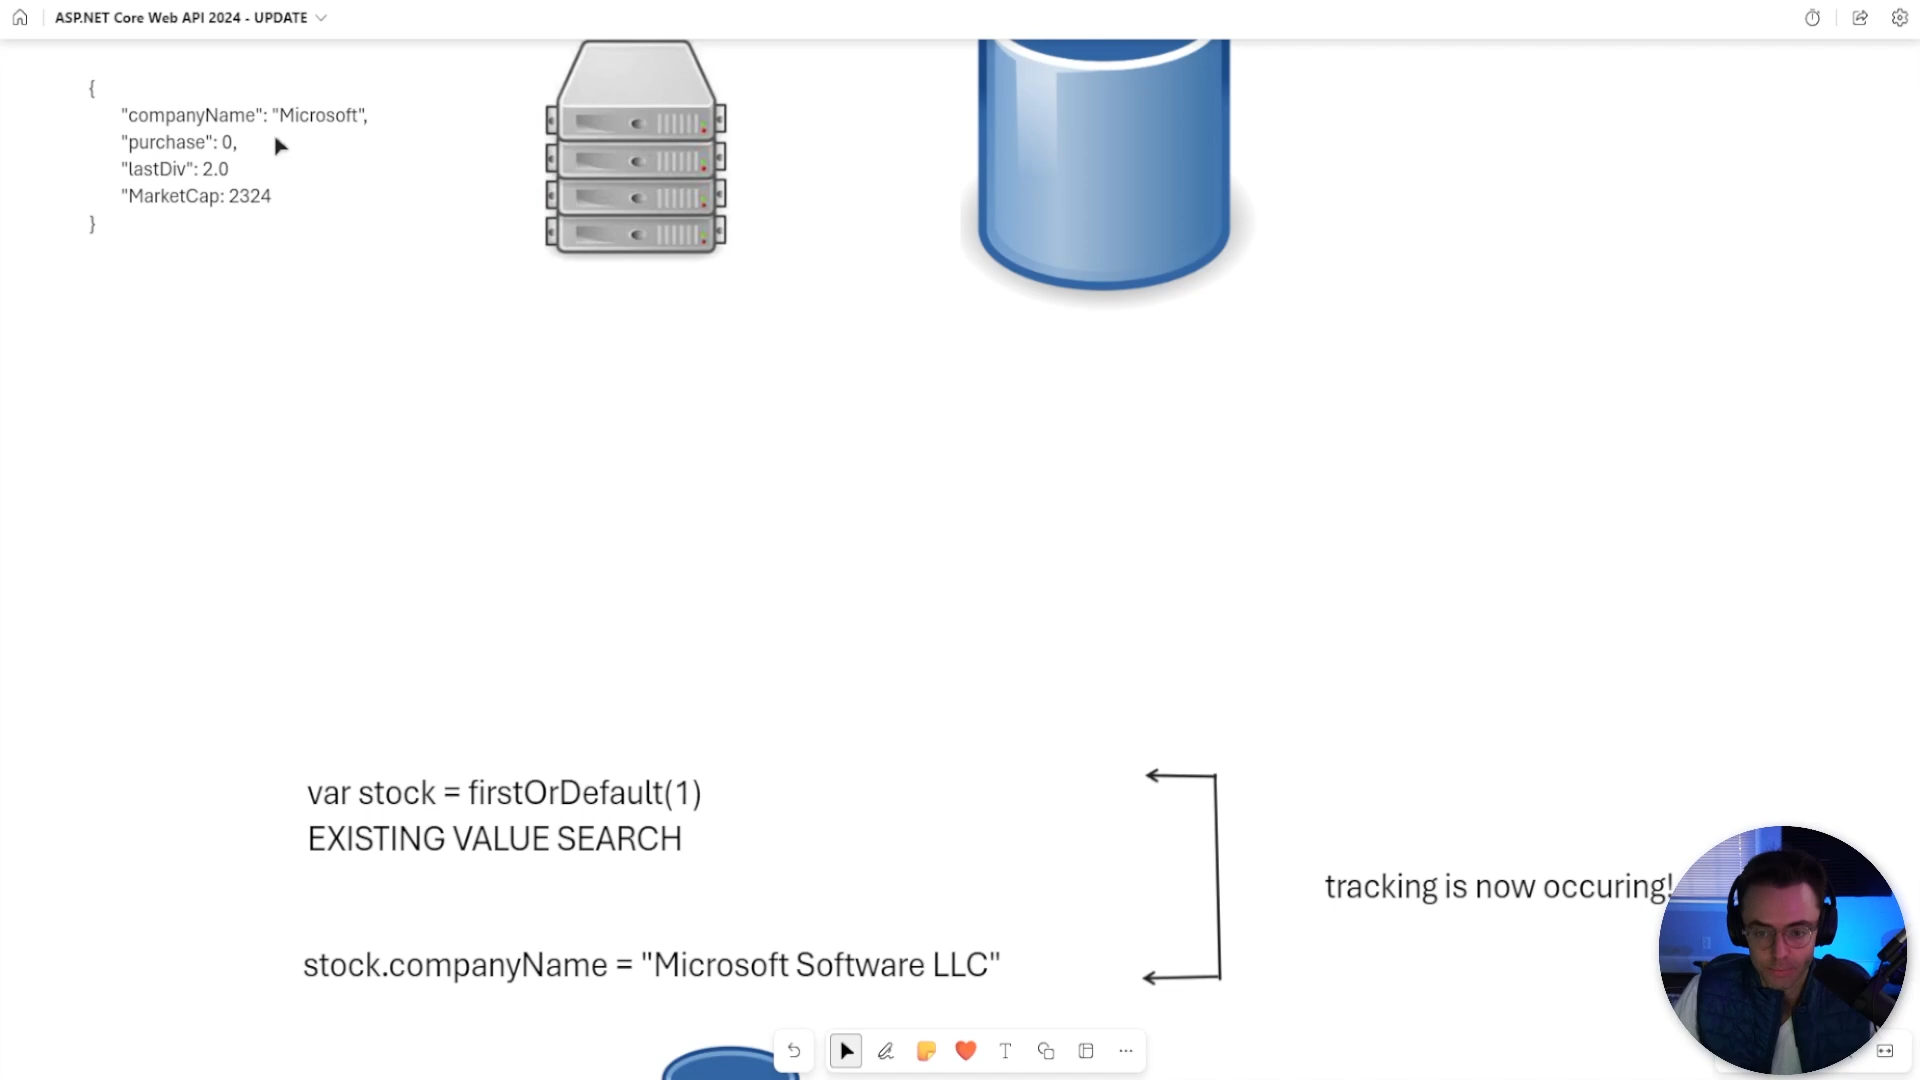 ASP.NET Core Web API 2024 - UPDATE
{
"companyName": "Microsoft",
"purchase": 0,
"lastDiv": 2.0
"MarketCap: 2324
}
var stock = firstOrDefault(1)
EXISTING VALUE SEARCH
tracking is now occuring!
stock.companyName = "Microsoft Software LLC"